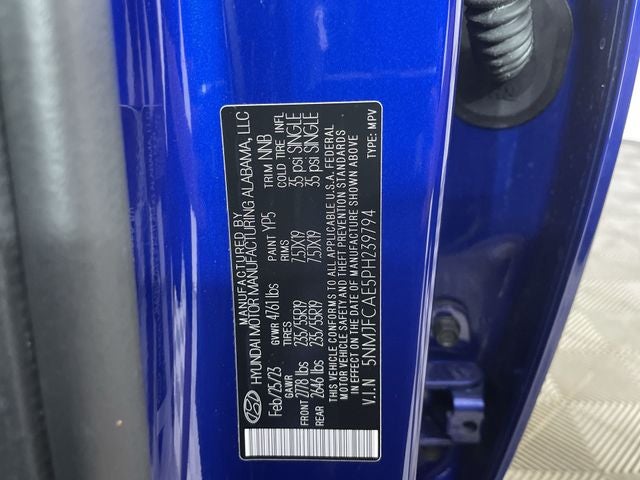 MANUFACTURED BY
HYUNDAI MOTOR MANUFACTURING ALABAMA, LLC
Feb/25/23 GVWR 4761 lbs PAINT YP5 TRIM NNB
GAWR TIRES RIMS COLD TIRE INFL
FRONT 2778 lbs 235/55R19 7.5JX19 35 psi SINGLE
REAR 2646 lbs 235/55R19 7.5JX19 35 psi SINGLE
THIS VEHICLE CONFORMS TO ALL APPLICABLE U.S.A. FEDERAL
MOTOR VEHICLE SAFETY AND THEFT PREVENTION STANDARDS
IN EFFECT ON THE DATE OF MANUFACTURE SHOWN ABOVE
V.I.N 5NMJFCAE5PH239794 TYPE: MPV